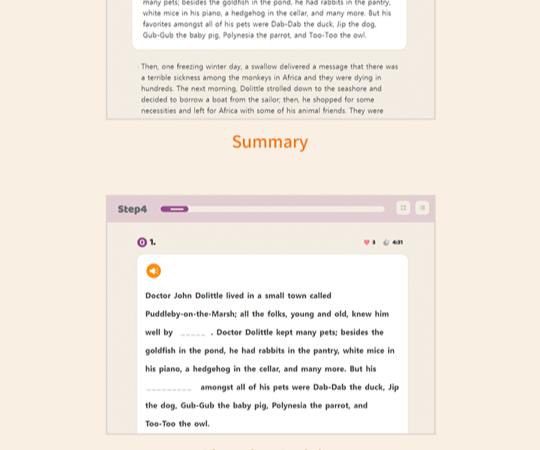 many pets; besides the goldfish in the pond, he had rabbits in the pantry,
white mice in his piano, a hedgehog in the cellar, and many more. But his
favorites amongst all of his pets were Dab-Dab the duck, Jip the dog,
Gub-Gub the baby pig, Polynesia the parrot, and Too-Too the owl.
Then, one freezing winter day, a swallow delivered a message that there was
a terrible sickness among the monkeys in Africa and they were dying in
hundreds. The next morning, Dolittle strolled down to the seashore and
decided to borrow a boat from the sailor; then, he shopped for some
necessities and left for Africa with some of his animal friends. They were
Summary
Step4
1.
3 4:31
Doctor John Dolittle lived in a small town called
Puddleby-on-the-Marsh; all the folks, young and old, knew him
well by _____ . Doctor Dolittle kept many pets; besides the
goldfish in the pond, he had rabbits in the pantry, white mice in
his piano, a hedgehog in the cellar, and many more. But his
_________ amongst all of his pets were Dab-Dab the duck, Jip
the dog, Gub-Gub the baby pig, Polynesia the parrot, and
Too-Too the owl.